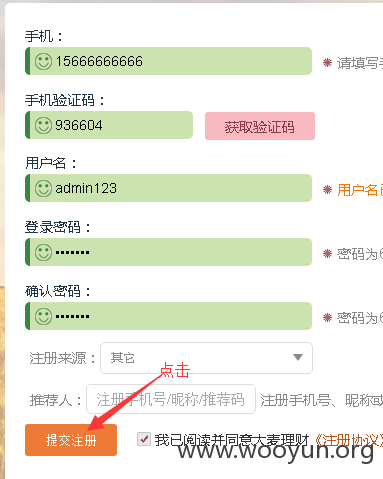 手机：
15666666666 ✺ 请填写手
手机验证码：
936604 获取验证码
用户名：
admin123 ✺ 用户名已
登录密码：
••••••• ✺ 密码为6
确认密码：
••••••• ✺ 密码为6
注册来源： 其它
点击
推荐人： 注册手机号/昵称/推荐码 注册手机号、昵称或
提交注册 我已阅读并同意大麦理财《注册协议》
www.wooyun.org